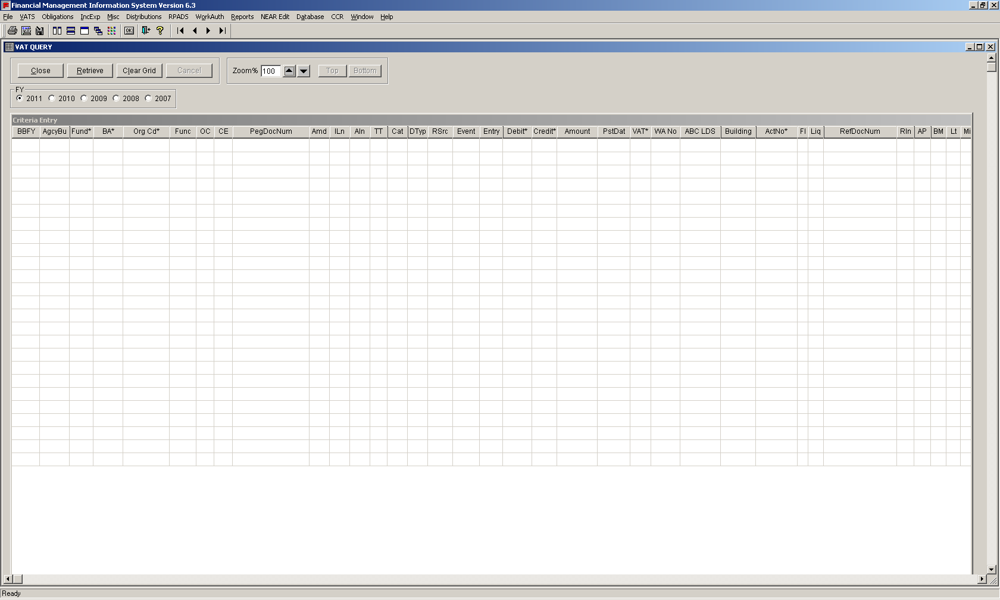 Financial Management Information System Version 6.3
File VATS Obligations IncExp Misc Distributions RPADS WorkAuth Reports NEAR Edit Database CCR Window Help
OK
VAT QUERY
Close Retrieve Clear Grid Cancel Zoom% 100 Top Bottom
FY
2011 2010 2009 2008 2007
Criteria Entry
BBFY AgcyBu Fund* BA* Org Cd* Func OC CE PegDocNum Amd ILn Aln TT Cat DTyp RSrc Event Entry Debit* Credit* Amount PstDat VAT* WA No ABC LDS Building ActNo* FI Liq RefDocNum Rln AP BM Lt Mi
Ready